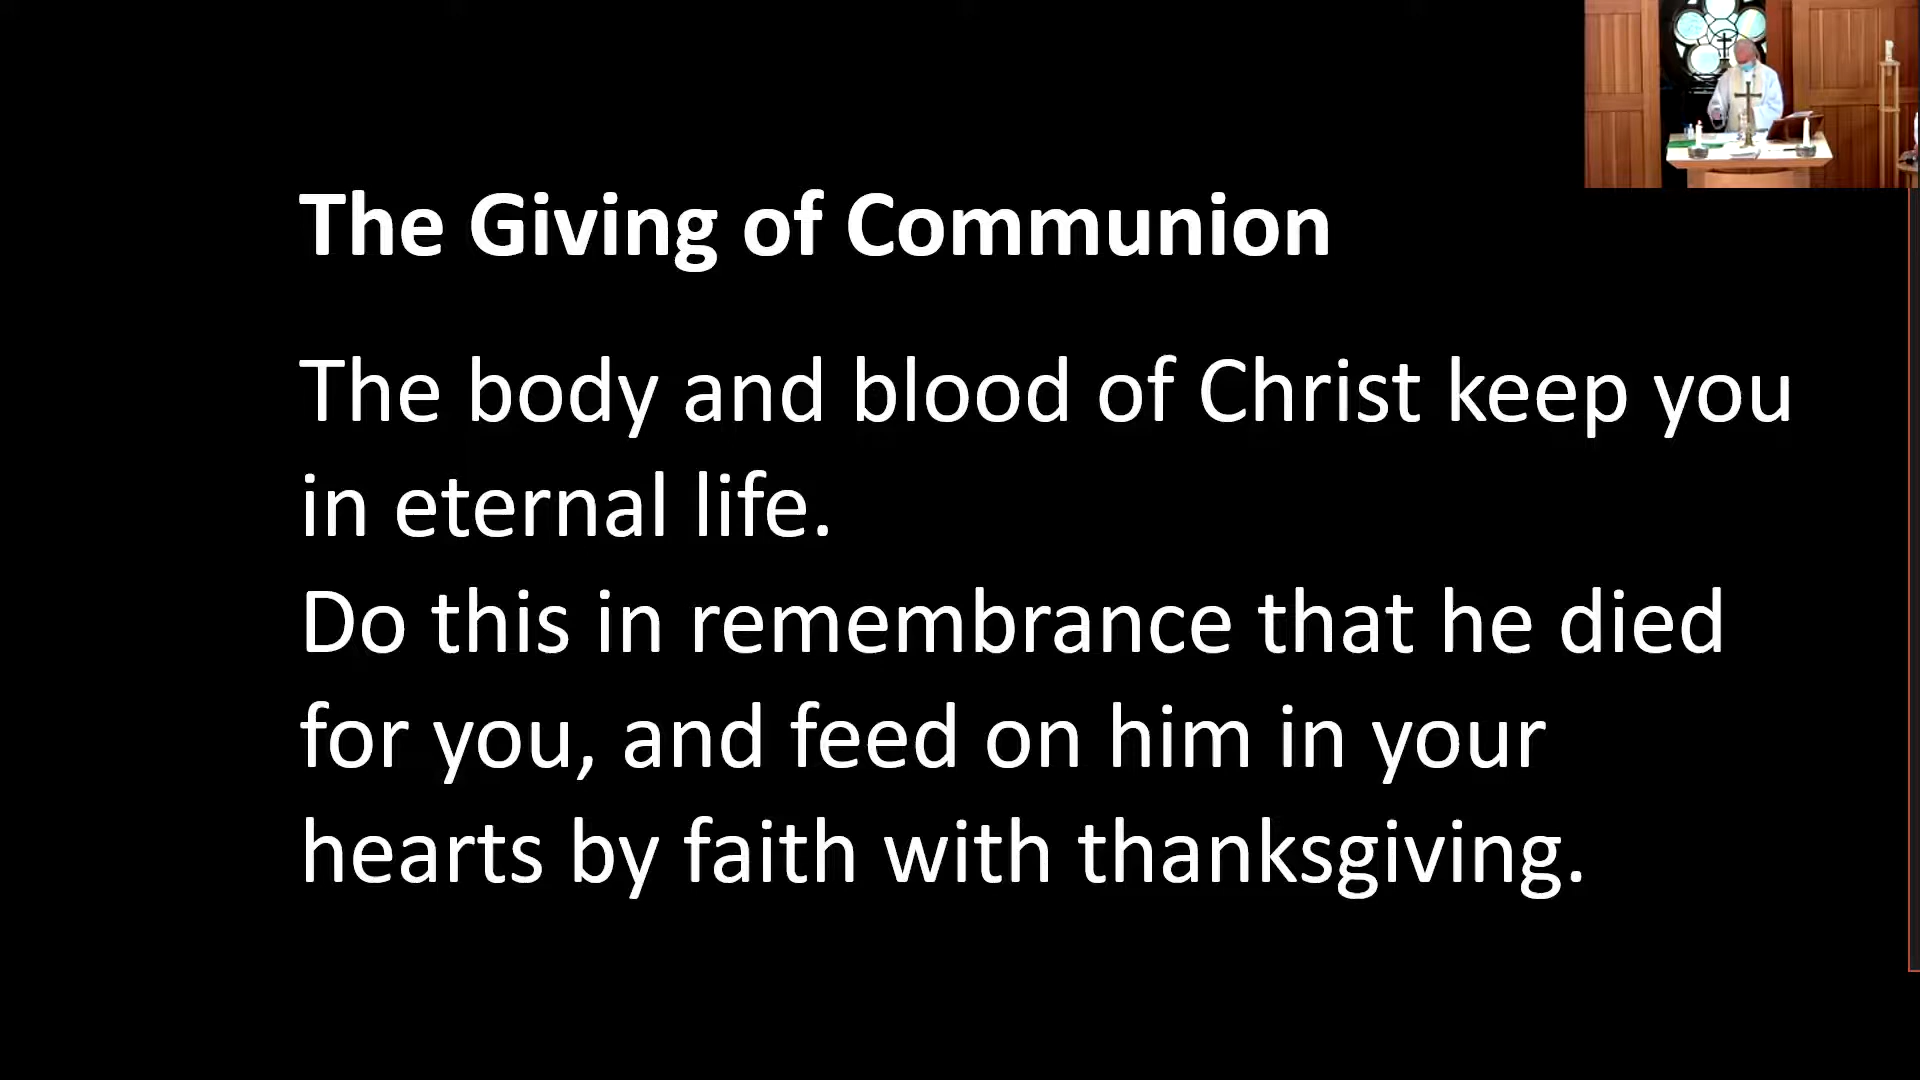 The Giving of Communion
The body and blood of Christ keep you
in eternal life.
Do this in remembrance that he died
for you, and feed on him in your
hearts by faith with thanksgiving.